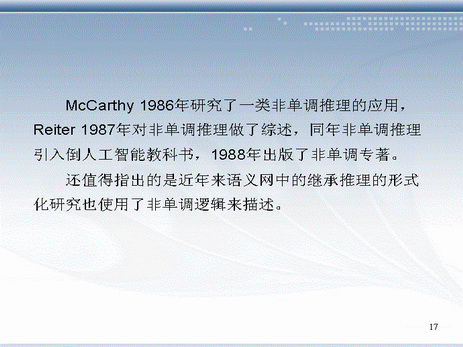 McCarthy 1986年研究了一类非单调推理的应用，
Reiter 1987年对非单调推理做了综述，同年非单调推理
引入倒人工智能教科书，1988年出版了非单调专著。
还值得指出的是近年来语义网中的继承推理的形式
化研究也使用了非单调逻辑来描述。
17